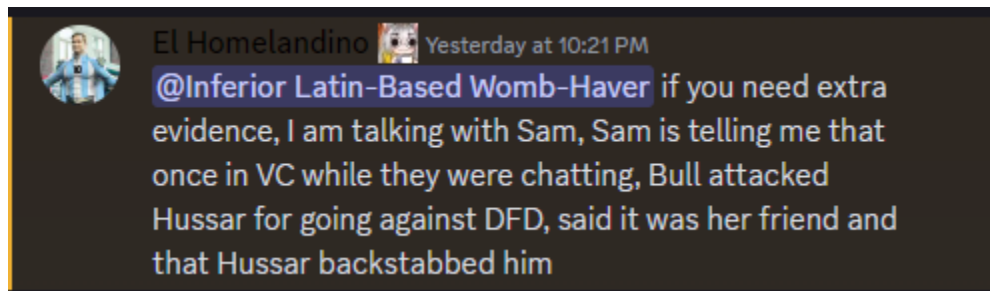 El Homelandino Yesterday at 10:21 PM
@Inferior Latin-Based Womb-Haver if you need extra
evidence, I am talking with Sam, Sam is telling me that
once in VC while they were chatting, Bull attacked
Hussar for going against DFD, said it was her friend and
that Hussar backstabbed him